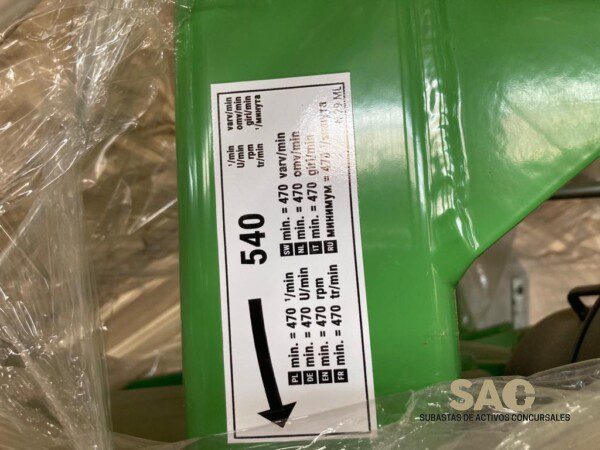 540
¹/min varv/min
U/min omv/min
rpm giri/min
tr/min ¹/минута
PL min. = 470 ¹/min SW min. = 470 varv/min
DE min. = 470 U/min NL min. = 470 omv/min
EN min. = 470 rpm IT min. = 470 giri/min
FR min. = 470 tr/min RU минимум = 470 ¹/минута
ML
SAC
SUBASTAS DE ACTIVOS CONCURSALES